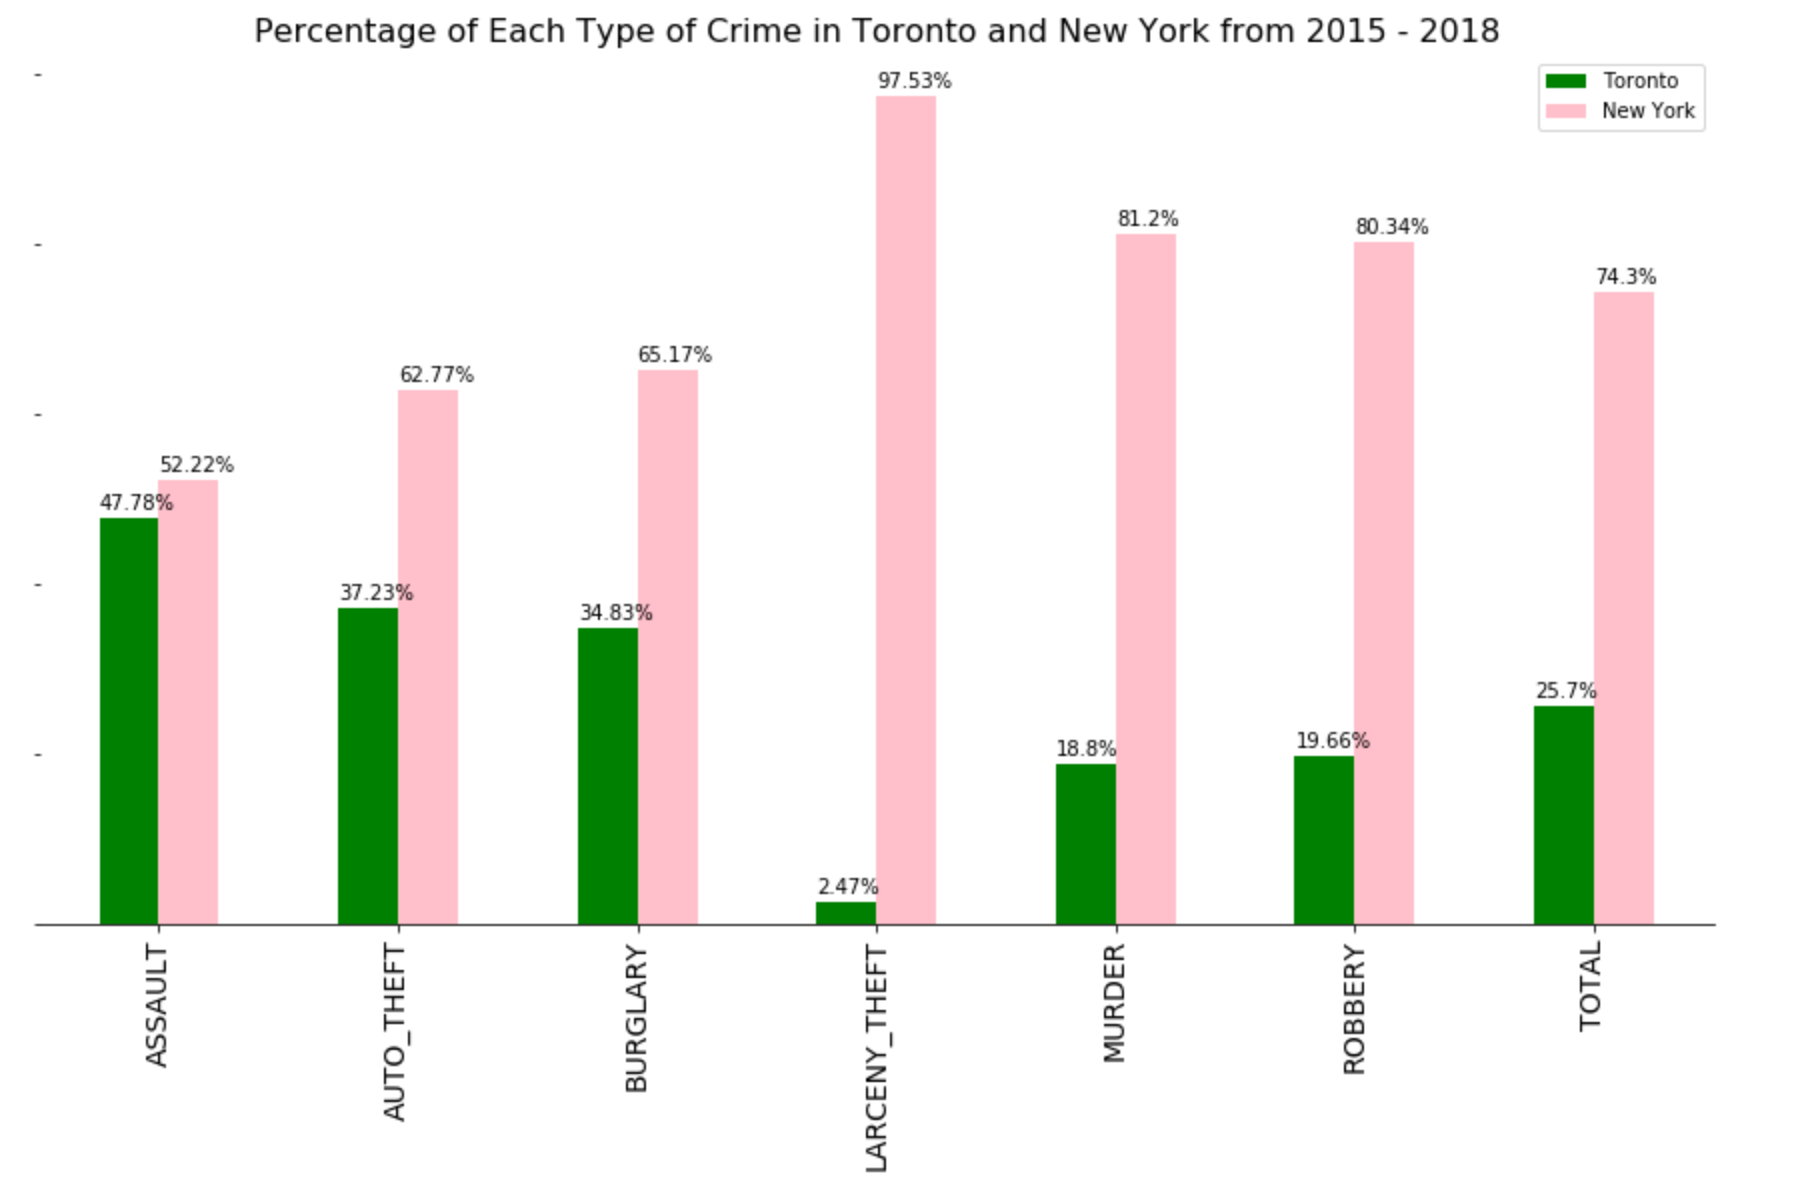 Percentage of Each Type of Crime in Toronto and New York from 2015 - 2018
Toronto
New York
47.78%
52.22%
37.23%
62.77%
34.83%
65.17%
2.47%
97.53%
18.8%
81.2%
19.66%
80.34%
25.7%
74.3%
ASSAULT
AUTO_THEFT
BURGLARY
LARCENY_THEFT
MURDER
ROBBERY
TOTAL